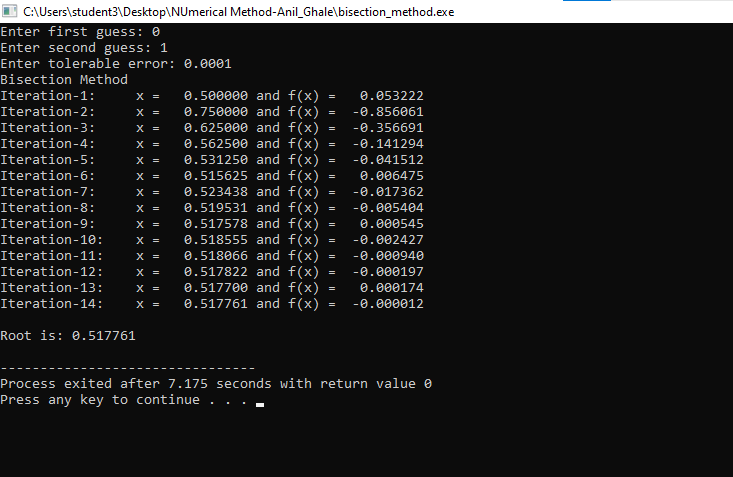 C:\Users\student3\Desktop\NUmerical Method-Anil_Ghale\bisection_method.exe
Enter first guess: 0
Enter second guess: 1
Enter tolerable error: 0.0001
Bisection Method
Iteration-1:     x =   0.500000 and f(x) =   0.053222
Iteration-2:     x =   0.750000 and f(x) =  -0.856061
Iteration-3:     x =   0.625000 and f(x) =  -0.356691
Iteration-4:     x =   0.562500 and f(x) =  -0.141294
Iteration-5:     x =   0.531250 and f(x) =  -0.041512
Iteration-6:     x =   0.515625 and f(x) =   0.006475
Iteration-7:     x =   0.523438 and f(x) =  -0.017362
Iteration-8:     x =   0.519531 and f(x) =  -0.005404
Iteration-9:     x =   0.517578 and f(x) =   0.000545
Iteration-10:    x =   0.518555 and f(x) =  -0.002427
Iteration-11:    x =   0.518066 and f(x) =  -0.000940
Iteration-12:    x =   0.517822 and f(x) =  -0.000197
Iteration-13:    x =   0.517700 and f(x) =   0.000174
Iteration-14:    x =   0.517761 and f(x) =  -0.000012
Root is: 0.517761
--------------------------------
Process exited after 7.175 seconds with return value 0
Press any key to continue . . .